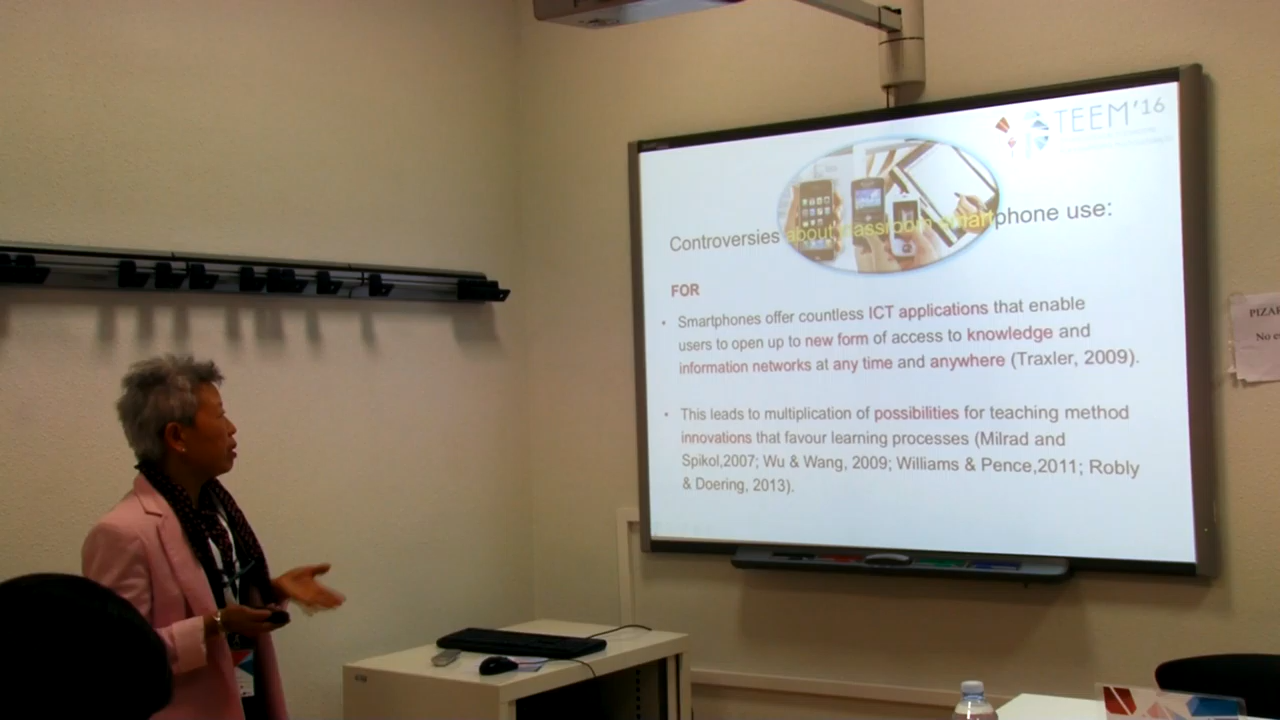 TEEM'16
Controversies about classroom smartphone use:
FOR
• Smartphones offer countless ICT applications that enable
users to open up to new form of access to knowledge and
information networks at any time and anywhere (Traxler, 2009).
• This leads to multiplication of possibilities for teaching method
innovations that favour learning processes (Milrad and
Spikol,2007; Wu & Wang, 2009; Williams & Pence,2011; Robly
& Doering, 2013).
No